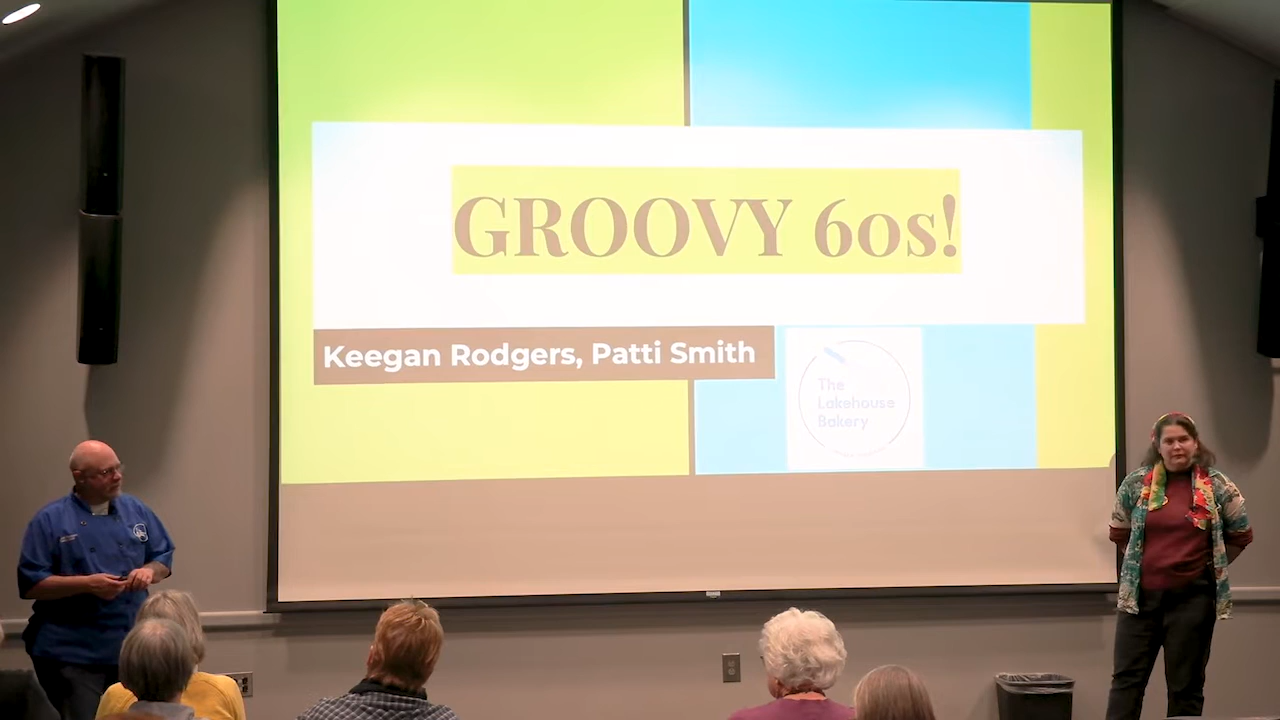 GROOVY 60s!
Keegan Rodgers, Patti Smith
The
Lakehouse
Bakery